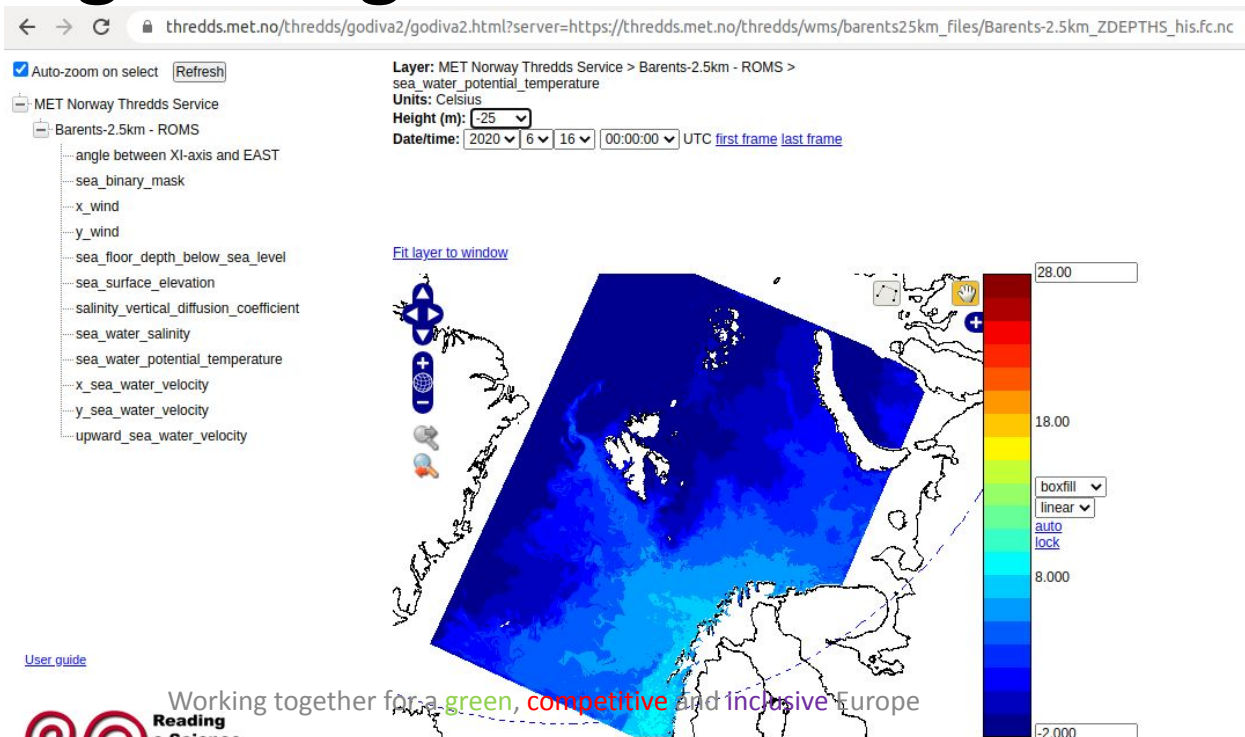 thredds.met.no/thredds/godiva2/godiva2.html?server=https://thredds.met.no/thredds/wms/barents25km_files/Barents-2.5km_ZDEPTHS_his.fc.nc
Auto-zoom on select Refresh
MET Norway Thredds Service
Barents-2.5km - ROMS
angle between XI-axis and EAST
sea_binary_mask
x_wind
y_wind
sea_floor_depth_below_sea_level
sea_surface_elevation
salinity_vertical_diffusion_coefficient
sea_water_salinity
sea_water_potential_temperature
x_sea_water_velocity
y_sea_water_velocity
upward_sea_water_velocity
User guide
Layer: MET Norway Thredds Service > Barents-2.5km - ROMS >
sea_water_potential_temperature
Units: Celsius
Height (m): -25
Date/time: 2020 6 16 00:00:00 UTC first frame last frame
Fit layer to window
28.00
18.00
boxfill
linear
auto
lock
8.000
-2.000
Working together for a green, competitive and inclusive Europe
Reading